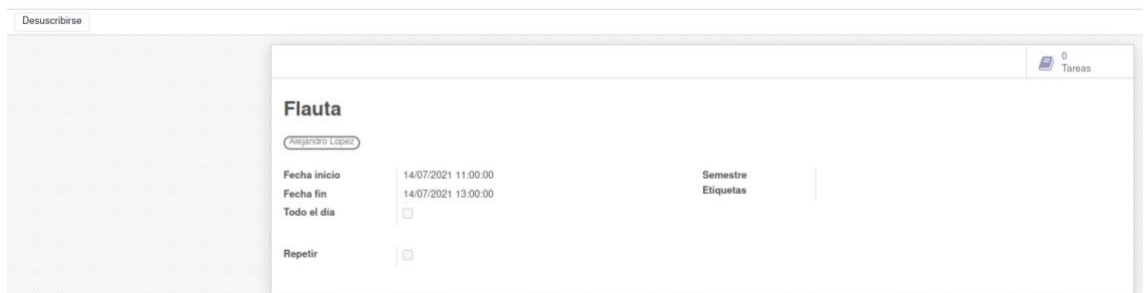 Desuscribirse
0
Tareas
Flauta
Alejandro Lopez
Fecha inicio 14/07/2021 11:00:00
Fecha fin 14/07/2021 13:00:00
Todo el día
Repetir
Semestre
Etiquetas